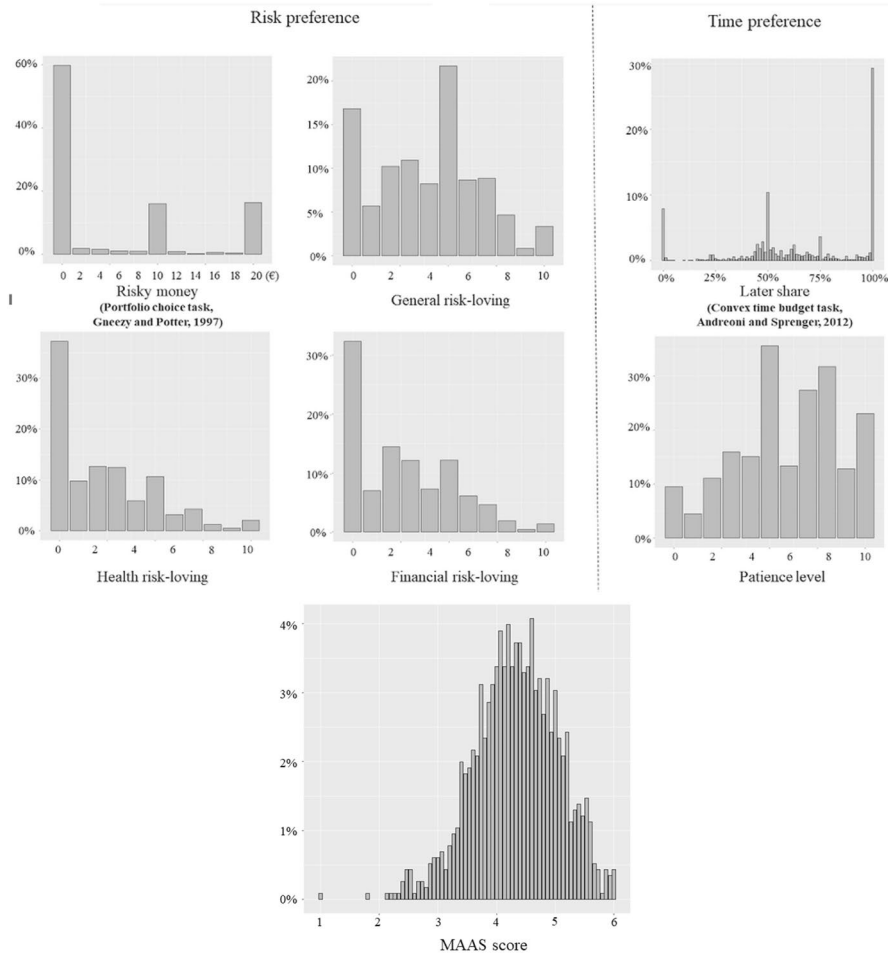 Risk preference
Time preference
60%
40%
20%
0%
0 2 4 6 8 10 12 14 16 18 20 (€)
Risky money
(Portfolio choice task,
Gneezy and Potter, 1997)
20%
15%
10%
5%
0%
0 2 4 6 8 10
General risk-loving
30%
20%
10%
0%
0% 25% 50% 75% 100%
Later share
(Convex time budget task,
Andreoni and Sprenger, 2012)
30%
20%
10%
0%
0 2 4 6 8 10
Health risk-loving
30%
20%
10%
0%
0 2 4 6 8 10
Financial risk-loving
30%
20%
10%
0%
0 2 4 6 8 10
Patience level
4%
3%
2%
1%
0%
1 2 3 4 5 6
MAAS score